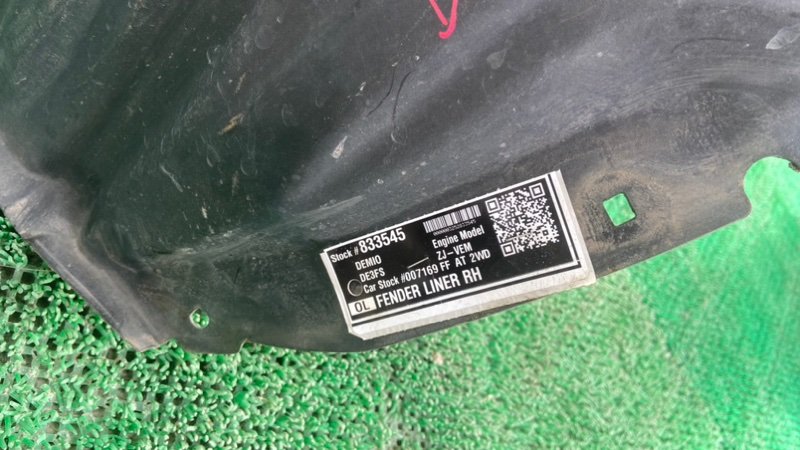 Stock # 833545
DEMIO
DE3FS
Engine Model
ZJ-VEM
Car Stock #007169 FF AT 2WD
OL FENDER LINER RH